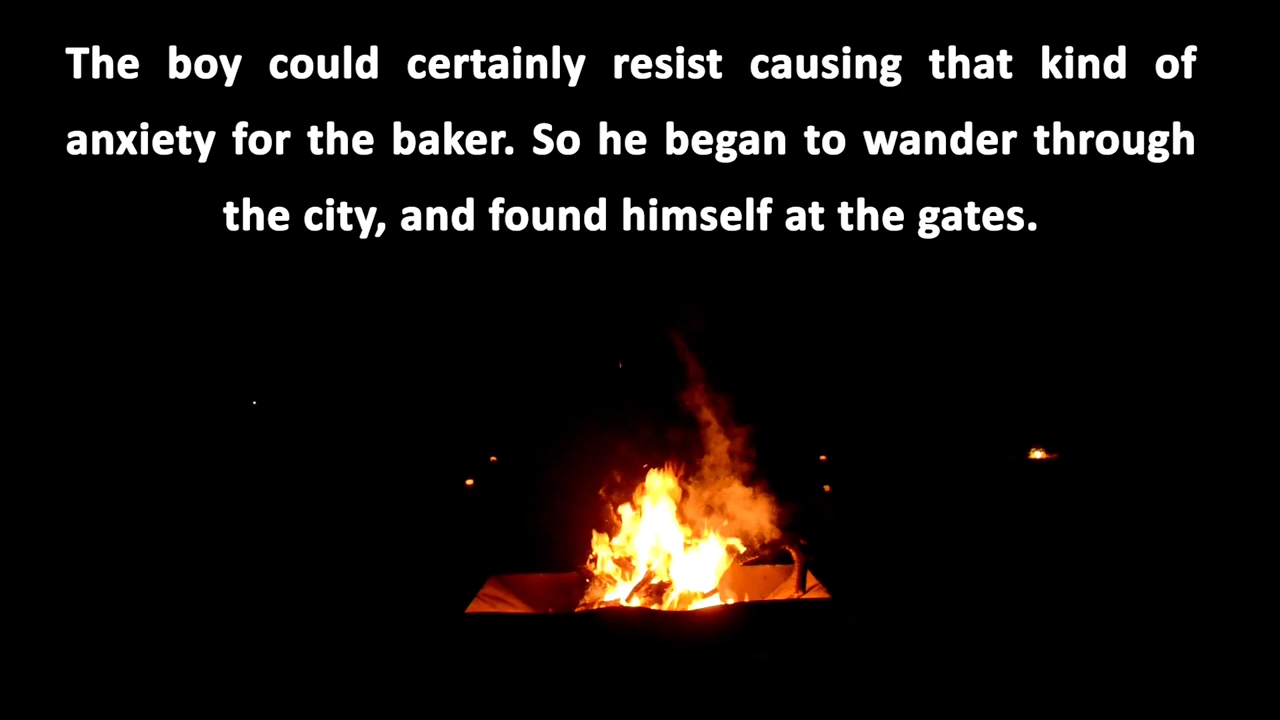 The boy could certainly resist causing that kind of
anxiety for the baker. So he began to wander through
the city, and found himself at the gates.